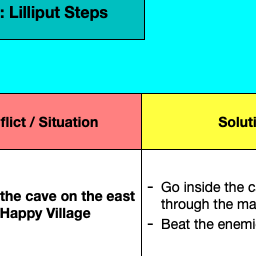 : Lilliput Steps
flict / Situation
Soluti
the cave on the east
Happy Village
- Go inside the c
through the ma
- Beat the enemi